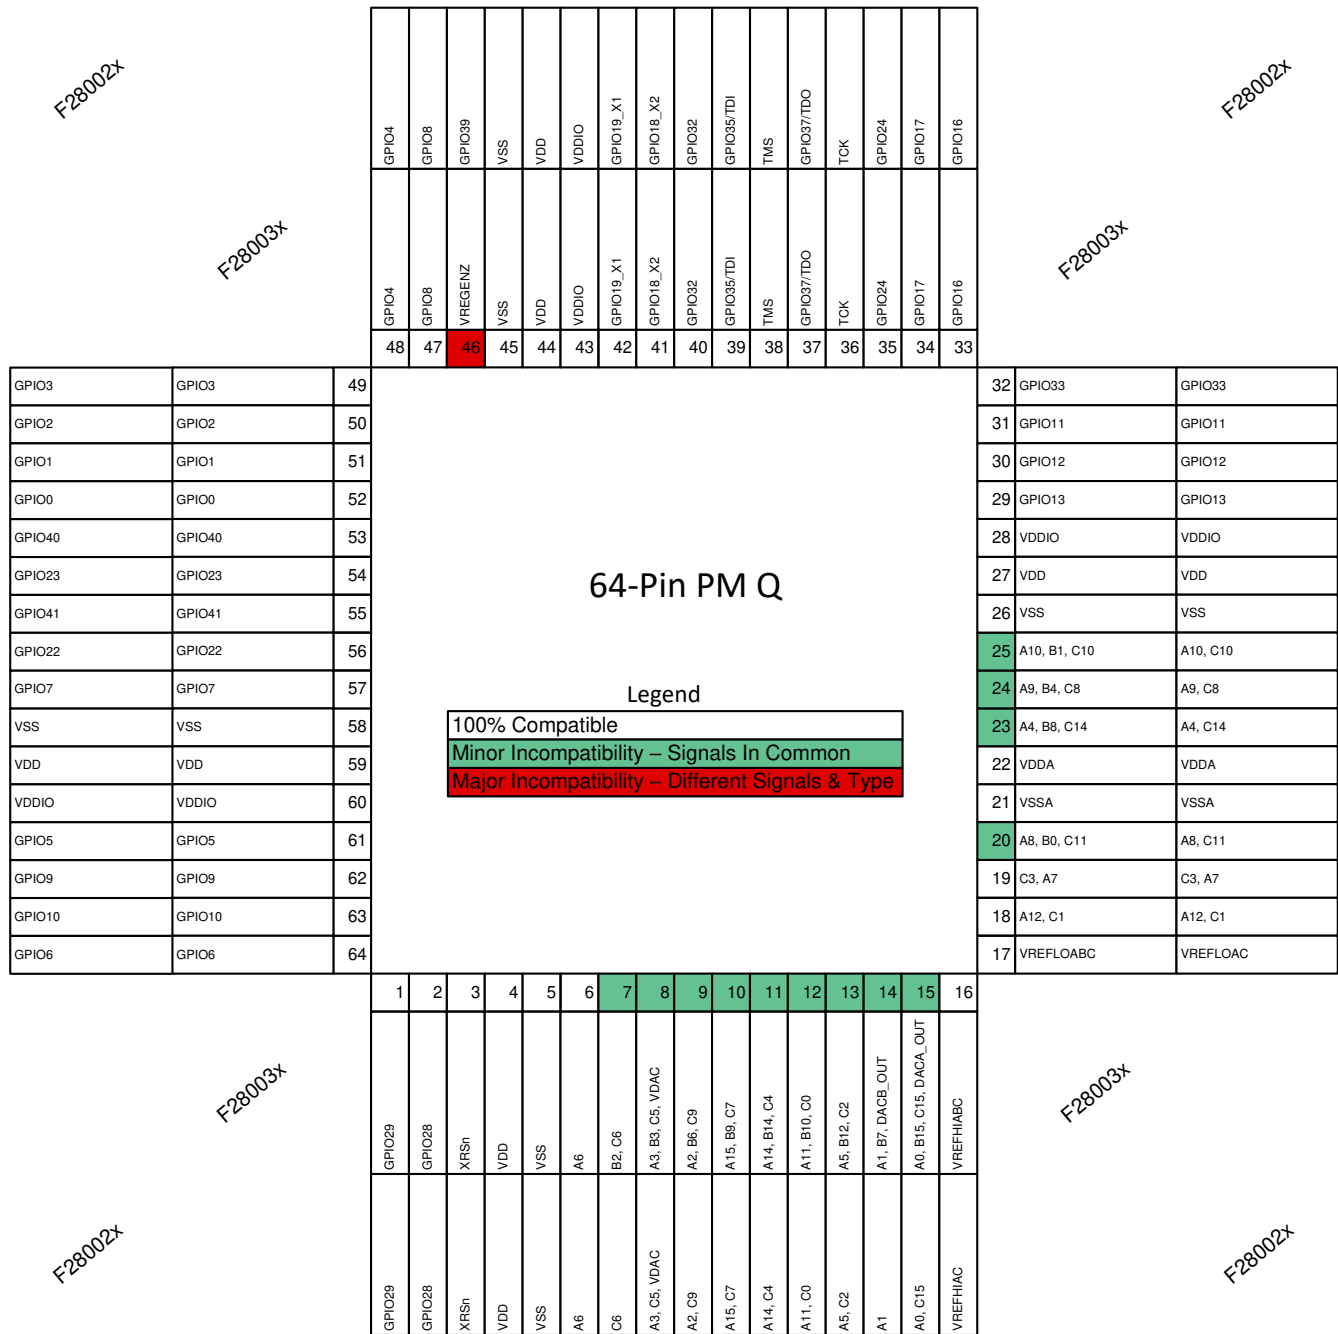 F28002x
F28002x
GPIO4
GPIO8
GPIO39
VSS
VDD
VDDIO
GPIO19_X1
GPIO18_X2
GPIO32
GPIO35/TDI
TMS
GPIO37/TDO
TCK
GPIO24
GPIO17
GPIO16
F28003x
F28003x
GPIO4
GPIO8
VREGENZ
VSS
VDD
VDDIO
GPIO19_X1
GPIO18_X2
GPIO32
GPIO35/TDI
TMS
GPIO37/TDO
TCK
GPIO24
GPIO17
GPIO16
48 47 46 45 44 43 42 41 40 39 38 37 36 35 34 33
GPIO3 GPIO3 49
GPIO2 GPIO2 50
GPIO1 GPIO1 51
GPIO0 GPIO0 52
GPIO40 GPIO40 53
GPIO23 GPIO23 54
GPIO41 GPIO41 55
GPIO22 GPIO22 56
GPIO7 GPIO7 57
VSS VSS 58
VDD VDD 59
VDDIO VDDIO 60
GPIO5 GPIO5 61
GPIO9 GPIO9 62
GPIO10 GPIO10 63
GPIO6 GPIO6 64
64-Pin PM Q
Legend
100% Compatible
Minor Incompatibility – Signals In Common
Major Incompatibility – Different Signals & Type
32 GPIO33 GPIO33
31 GPIO11 GPIO11
30 GPIO12 GPIO12
29 GPIO13 GPIO13
28 VDDIO VDDIO
27 VDD VDD
26 VSS VSS
25 A10, B1, C10 A10, C10
24 A9, B4, C8 A9, C8
23 A4, B8, C14 A4, C14
22 VDDA VDDA
21 VSSA VSSA
20 A8, B0, C11 A8, C11
19 C3, A7 C3, A7
18 A12, C1 A12, C1
17 VREFLOABC VREFLOAC
1 2 3 4 5 6 7 8 9 10 11 12 13 14 15 16
F28003x
F28003x
GPIO29
GPIO28
XRSn
VDD
VSS
A6
B2, C6
A3, B3, C5, VDAC
A2, B6, C9
A15, B9, C7
A14, B14, C4
A11, B10, C0
A5, B12, C2
A1, B7, DACB_OUT
A0, B15, C15, DACA_OUT
VREFHIABC
F28002x
F28002x
GPIO29
GPIO28
XRSn
VDD
VSS
A6
C6
A3, C5, VDAC
A2, C9
A15, C7
A14, C4
A11, C0
A5, C2
A1
A0, C15
VREFHIAC